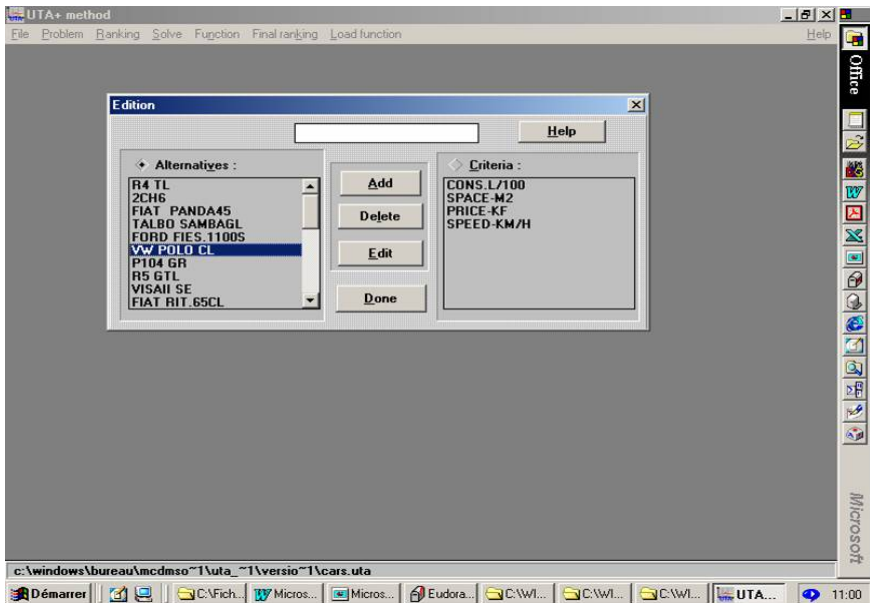 UTA+ method
File Problem Ranking Solve Function Final ranking Load function Help
Office
Edition
Help
Alternatives :
R4 TL
2CH6
FIAT PANDA45
TALBO SAMBAGL
FORD FIES.1100S
VW POLO CL
P104 GR
R5 GTL
VISAII SE
FIAT RIT.65CL
Add
Delete
Edit
Done
Criteria :
CONS.L/100
SPACE-M2
PRICE-KF
SPEED-KM/H
Microsoft
c:\windows\bureau\mcdmso~1\uta_~1\versio~1\cars.uta
Démarrer C:\Fich... Micros... Micros... Eudora... C:\WI... C:\WI... C:\WI... UTA... 11:00